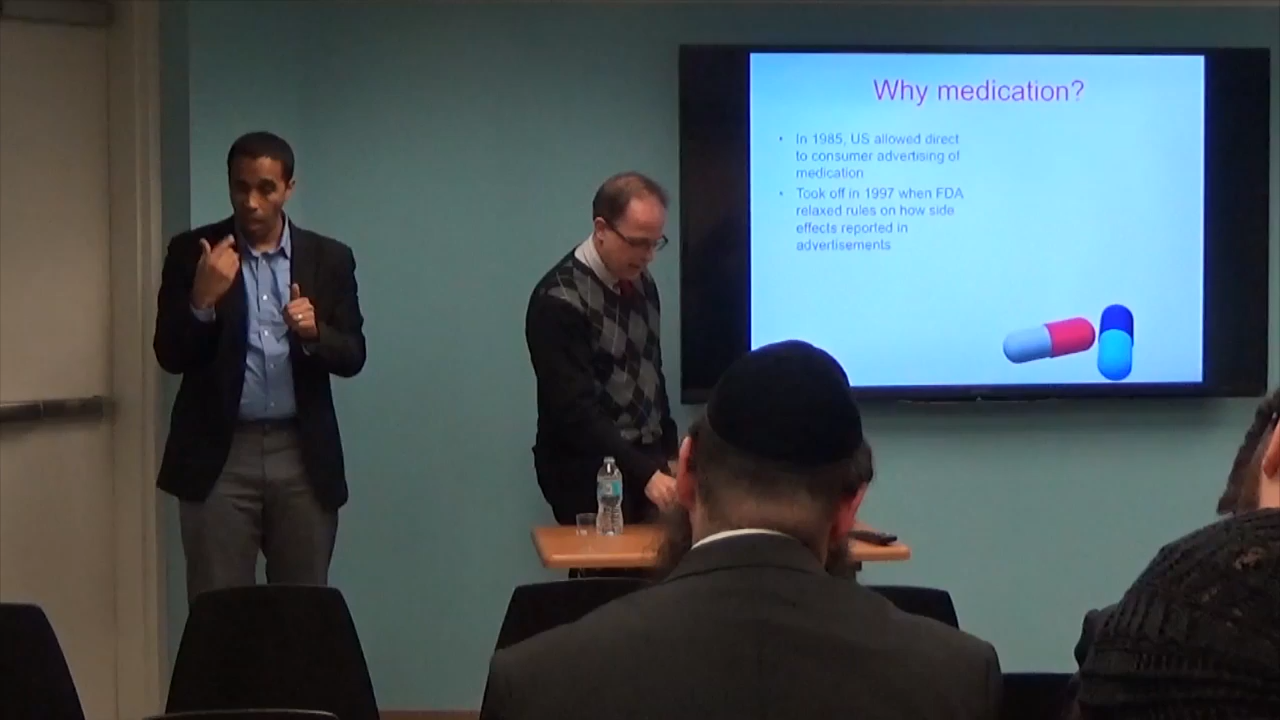 Why medication?
• In 1985, US allowed direct
to consumer advertising of
medication
• Took off in 1997 when FDA
relaxed rules on how side
effects reported in
advertisements